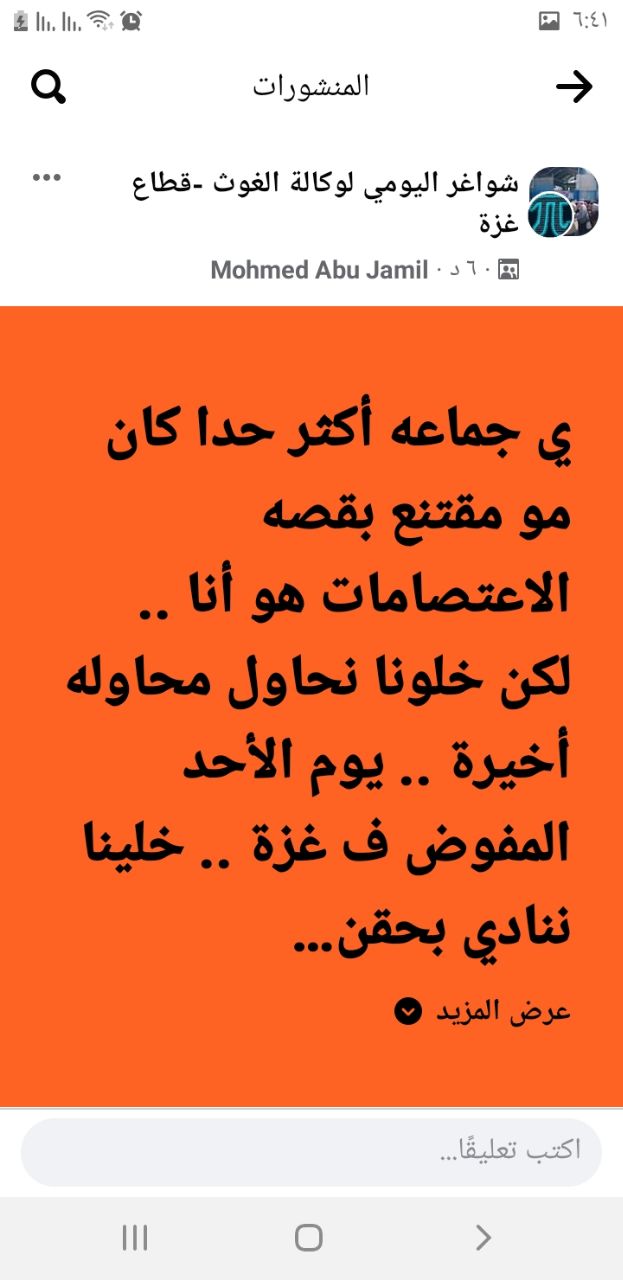 ٦:٤١
المنشورات
شواغر اليومي لوكالة الغوث -قطاع
غزة
Mohmed Abu Jamil · ٦ د ·
ي جماعه أكثر حدا كان
مو مقتنع بقصه
الاعتصامات هو أنا ..
لكن خلونا نحاول محاوله
أخيرة .. يوم الأحد
المفوض ف غزة .. خلينا
ننادي بحقن...
عرض المزيد
اكتب تعليقًا...